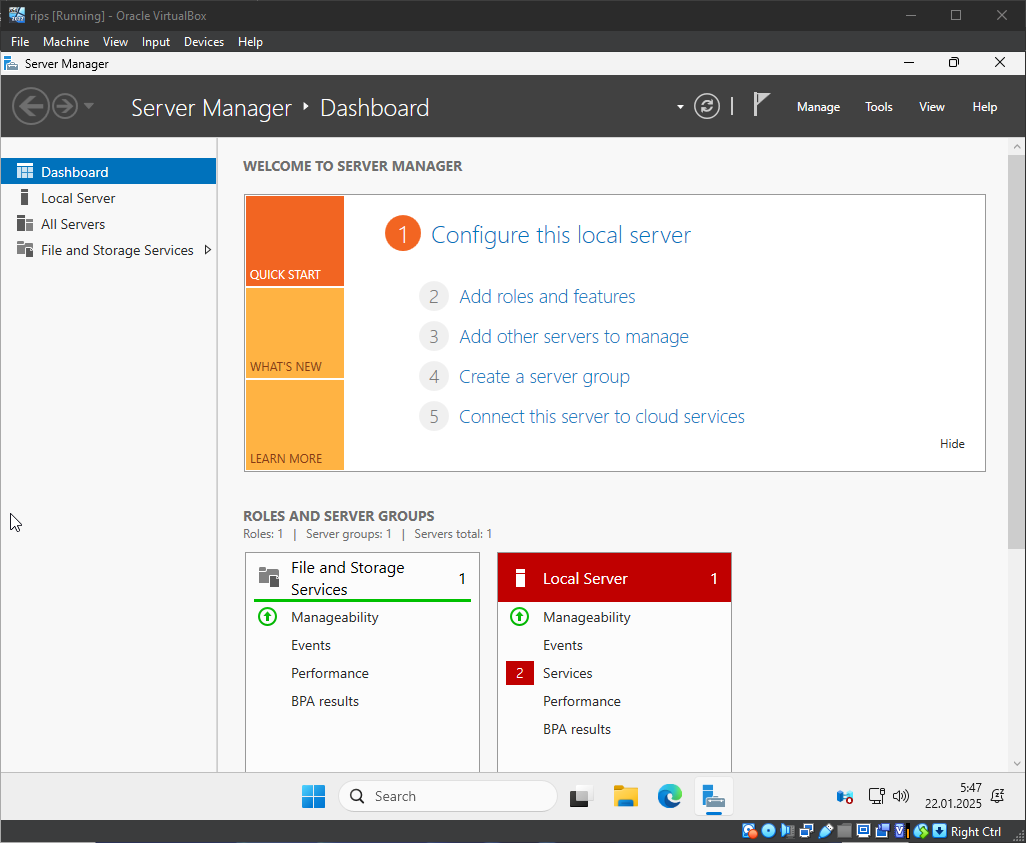 rips [Running] - Oracle VirtualBox
File Machine View Input Devices Help
Server Manager
Server Manager Dashboard
Manage Tools View Help
Dashboard
Local Server
All Servers
File and Storage Services
WELCOME TO SERVER MANAGER
QUICK START
WHAT'S NEW
LEARN MORE
1 Configure this local server
2 Add roles and features
3 Add other servers to manage
4 Create a server group
5 Connect this server to cloud services
Hide
ROLES AND SERVER GROUPS
Roles: 1 | Server groups: 1 | Servers total: 1
File and Storage
Services 1
Manageability
Events
Performance
BPA results
Local Server 1
Manageability
Events
2 Services
Performance
BPA results
Search
5:47
22.01.2025
Right Ctrl